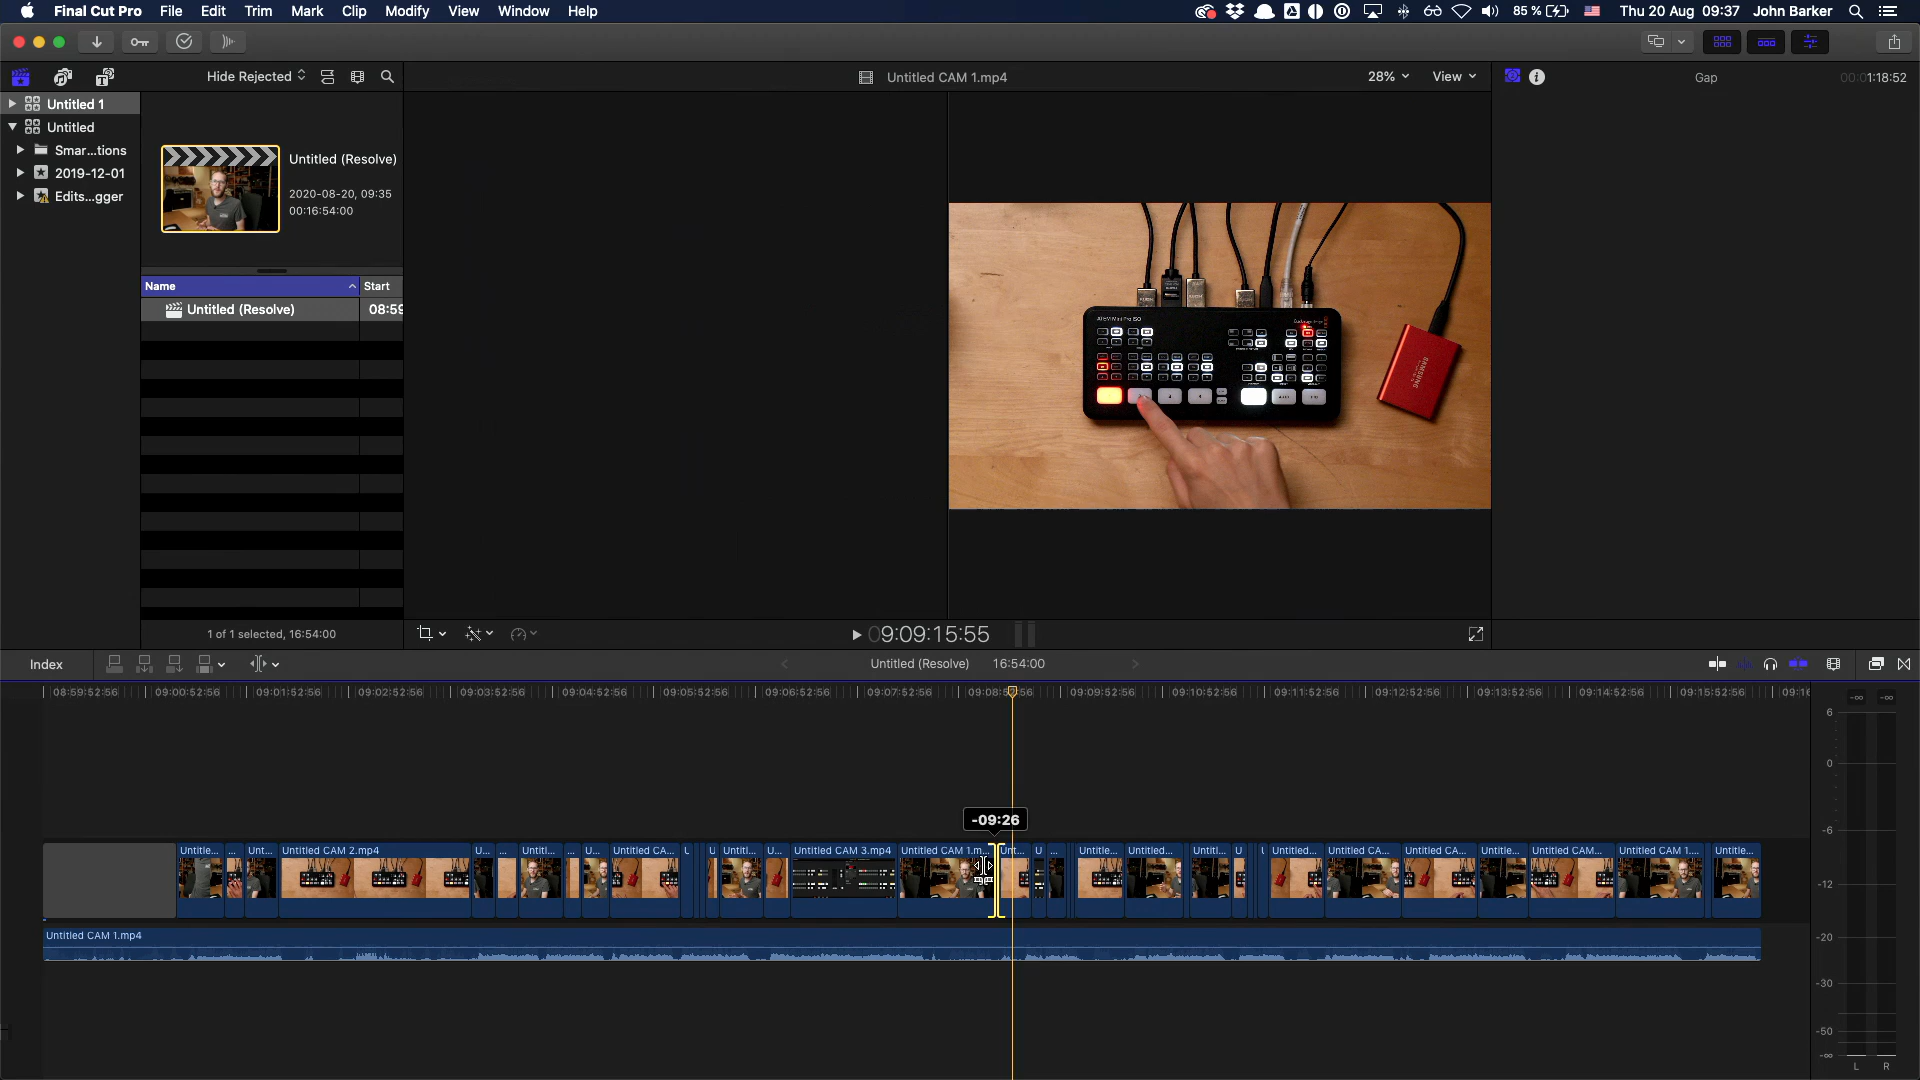 Final Cut Pro File Edit Trim Mark Clip Modify View Window Help 85 % Thu 20 Aug 09:37 John Barker
Hide Rejected
Untitled CAM 1.mp4 28% View
Gap 00:01:18:52
Untitled 1
Untitled
Smar...tions
2019-12-01
Edits...gger
Untitled (Resolve)
2020-08-20, 09:35
00:16:54:00
Name Start
Untitled (Resolve) 08:59
1 of 1 selected, 16:54:00
ATEM Mini Pro ISO
SAMSUNG
09:09:15:55
Index
Untitled (Resolve) 16:54:00
08:59:52:56 09:00:52:56 09:01:52:56 09:02:52:56 09:03:52:56 09:04:52:56 09:05:52:56 09:06:52:56 09:07:52:56 09:08:52:56 09:09:52:56 09:10:52:56 09:11:52:56 09:12:52:56 09:13:52:56 09:14:52:56 09:15:52:56 09:16
-09:26
Untitle... ... Unt... Untitled CAM 2.mp4 U... ... Untitl... ... U... Untitled CA... U U Untitl... U... Untitled CAM 3.mp4 Untitled CAM 1.m... Unt... U ... Untitle... Untitled... Untitl... U U Untitled... Untitled CA... Untitled CA... Untitle... Untitled CAM... Untitled CAM 1.... Untitle...
Untitled CAM 1.mp4
-∞ -∞
6
0
-6
-12
-20
-30
-50
-∞
L R